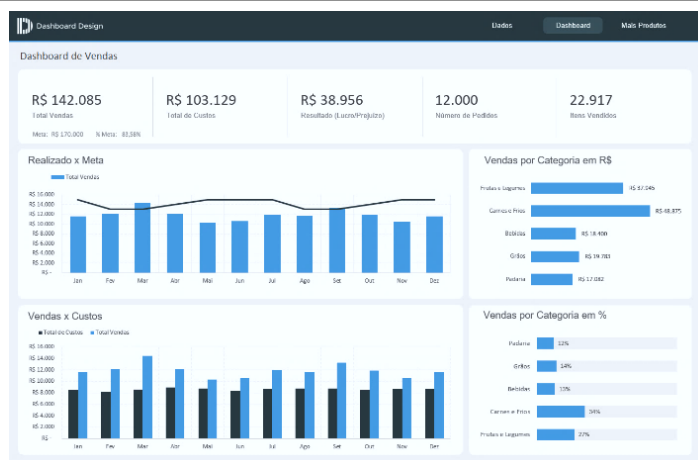 Dashboard Design
Dados Dashboard Mais Produtos
Dashboard de Vendas
R$ 142.085 R$ 103.129 R$ 38.956 12.000 22.917
Total Vendas Total de Custos Resultado (Lucro/Prejuízo) Número de Pedidos Itens Vendidos
Meta: R$ 170.000 % Meta: 83,58%
Realizado x Meta
Total Vendas
R$ 16.000
R$ 14.000
R$ 12.000
R$ 10.000
R$ 8.000
R$ 6.000
R$ 4.000
R$ 2.000
R$ -
Jan Fev Mar Abr Mai Jun Jul Ago Set Out Nov Dez
Vendas por Categoria em R$
Frutas e Legumes
Carnes e Frios R$ 48.875
Bebidas
Grãos R$ 19.783
Padaria R$ 17.082
Vendas x Custos
Total de Custos Total Vendas
R$ 16.000
R$ 14.000
R$ 12.000
R$ 10.000
R$ 8.000
R$ 6.000
R$ 4.000
R$ 2.000
R$ -
Jan Fev Mar Abr Mai Jun Jul Ago Set Out Nov Dez
Vendas por Categoria em %
Padaria 12%
Grãos 14%
Bebidas 13%
Carnes e Frios 34%
Frutas e Legumes 27%